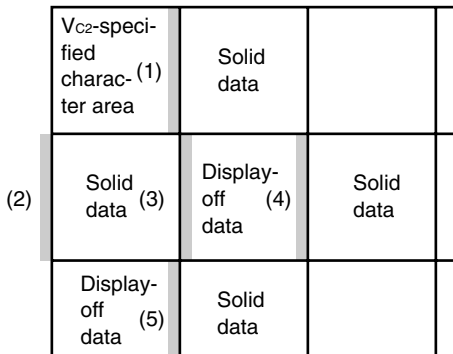 VC2-speci-
fied
charac- (1)
ter area
Solid
data
(2)
Solid
data (3)
Display-
off
data (4)
Solid
data
Display-
off
data (5)
Solid
data